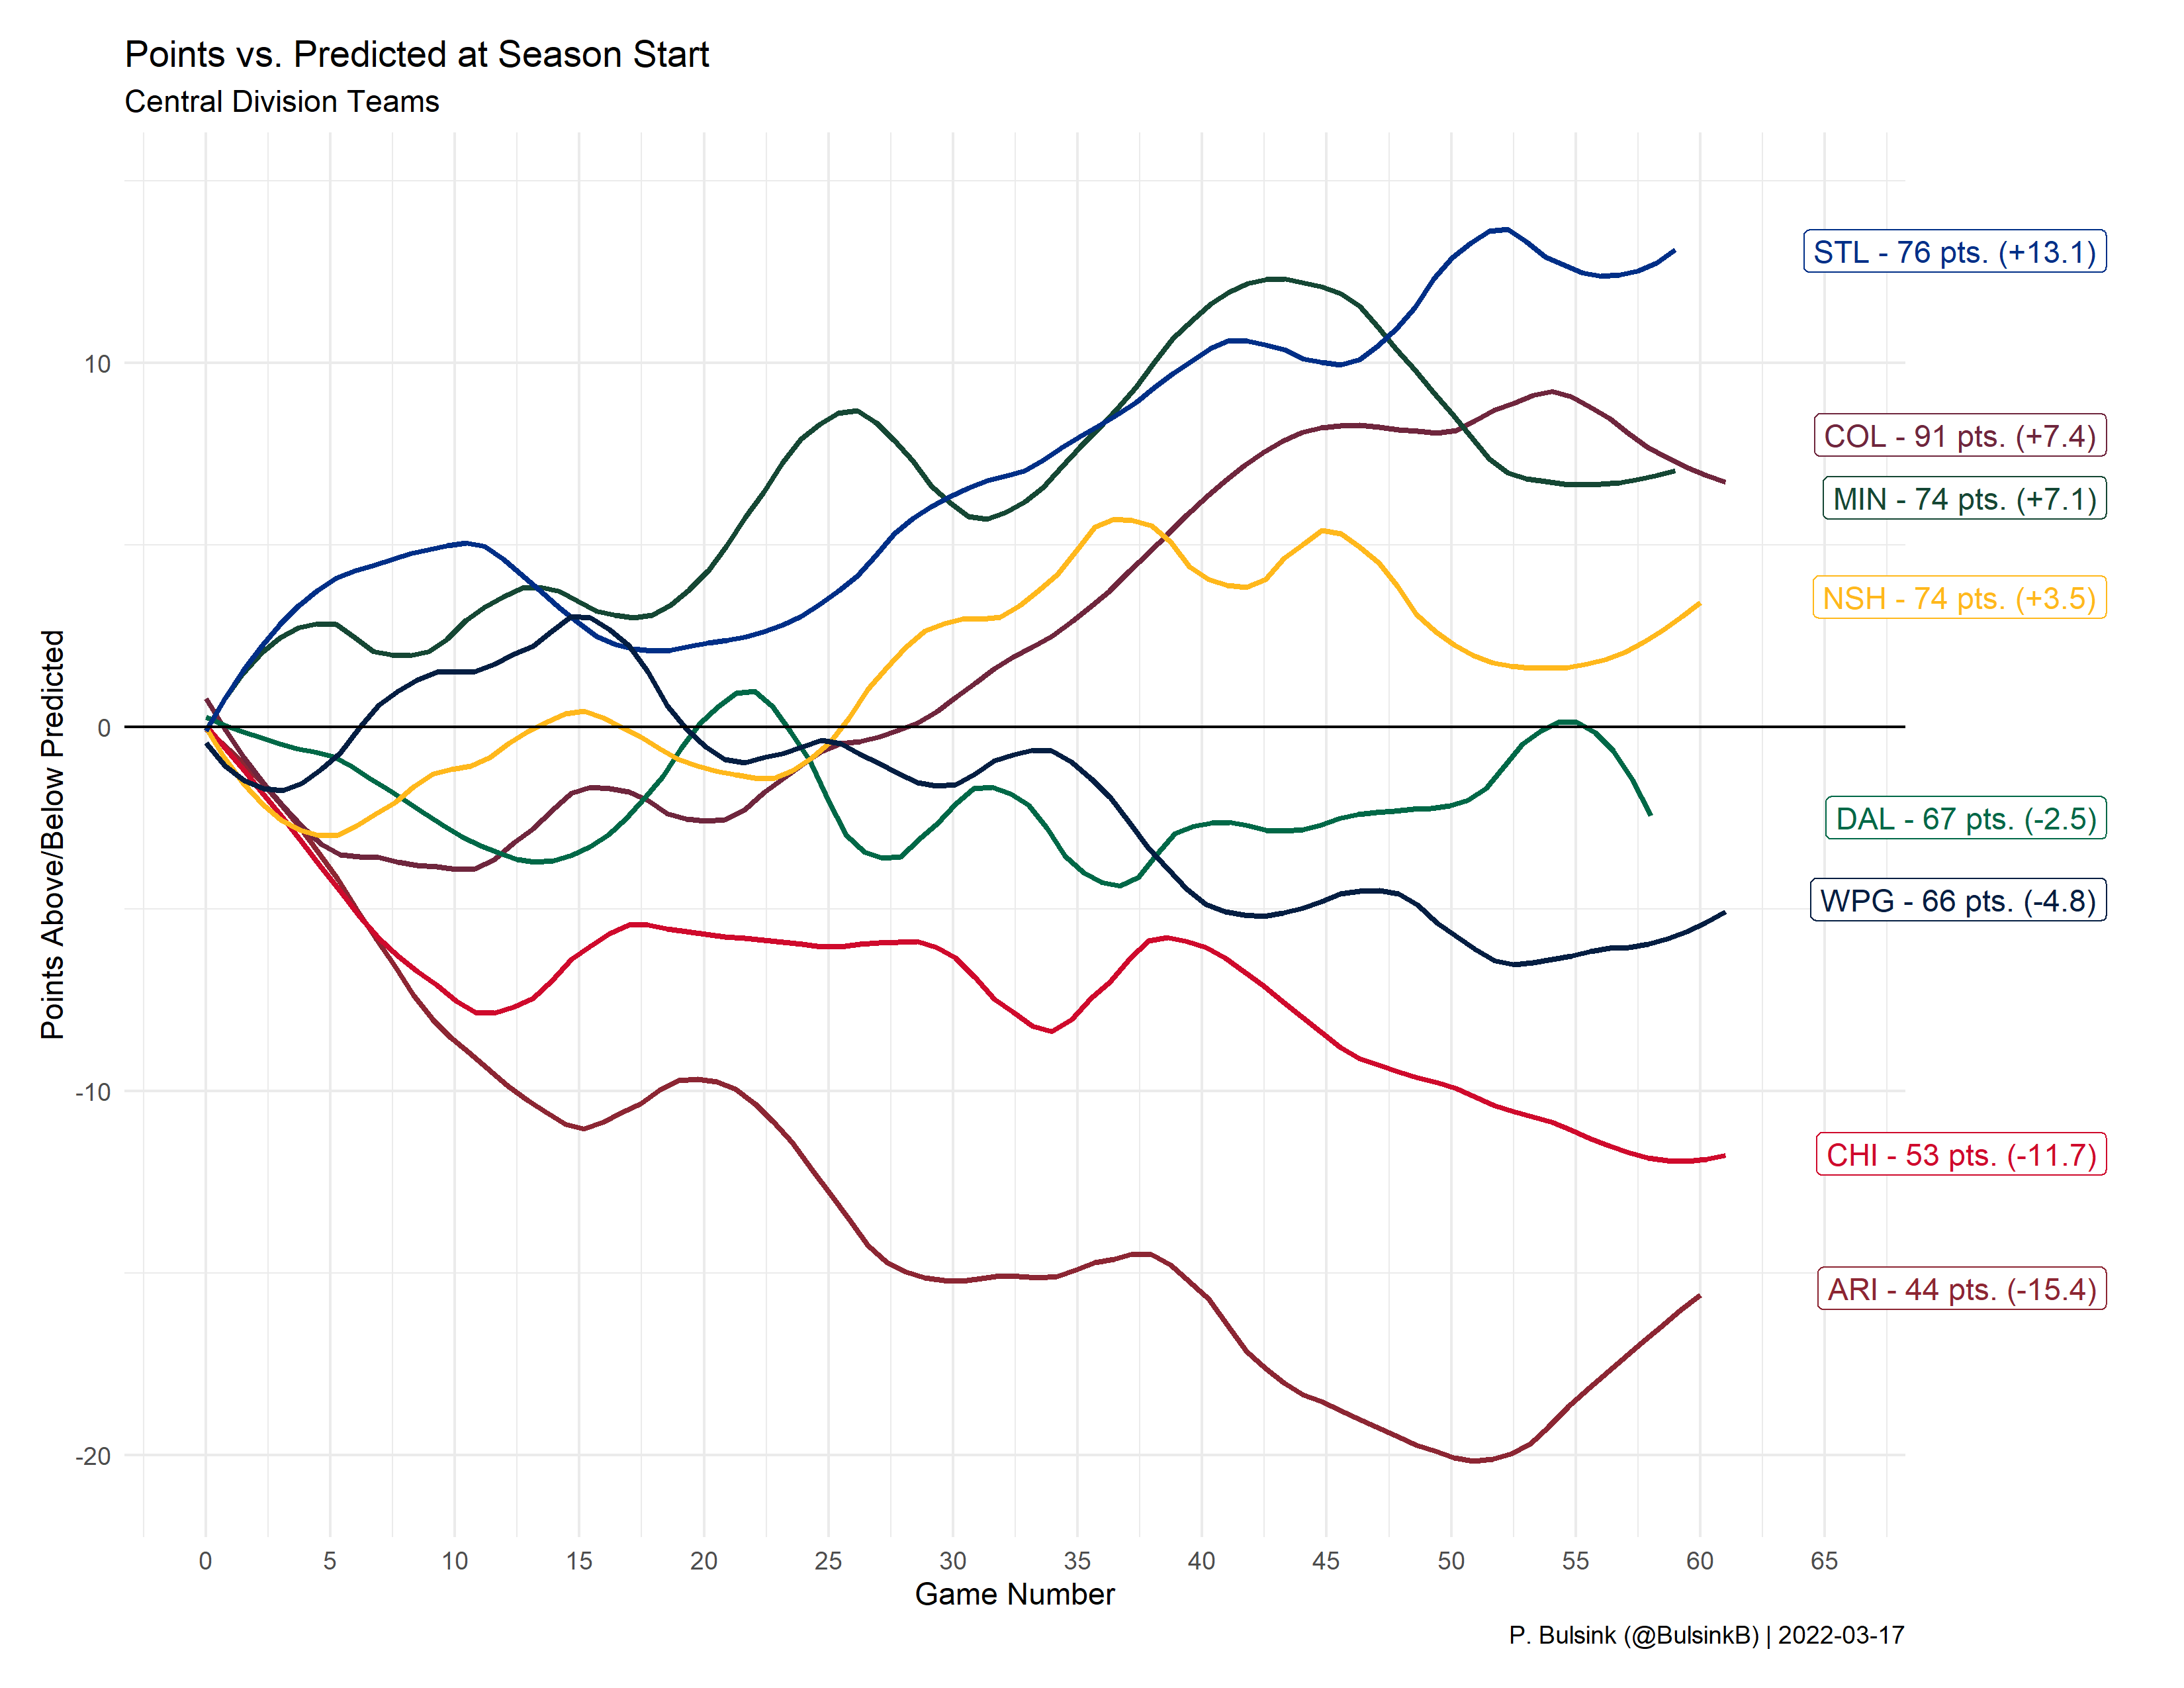 Points vs. Predicted at Season Start
Central Division Teams
Points Above/Below Predicted
10
0
-10
-20
STL - 76 pts. (+13.1)
COL - 91 pts. (+7.4)
MIN - 74 pts. (+7.1)
NSH - 74 pts. (+3.5)
DAL - 67 pts. (-2.5)
WPG - 66 pts. (-4.8)
CHI - 53 pts. (-11.7)
ARI - 44 pts. (-15.4)
0 5 10 15 20 25 30 35 40 45 50 55 60 65
Game Number
P. Bulsink (@BulsinkB) | 2022-03-17